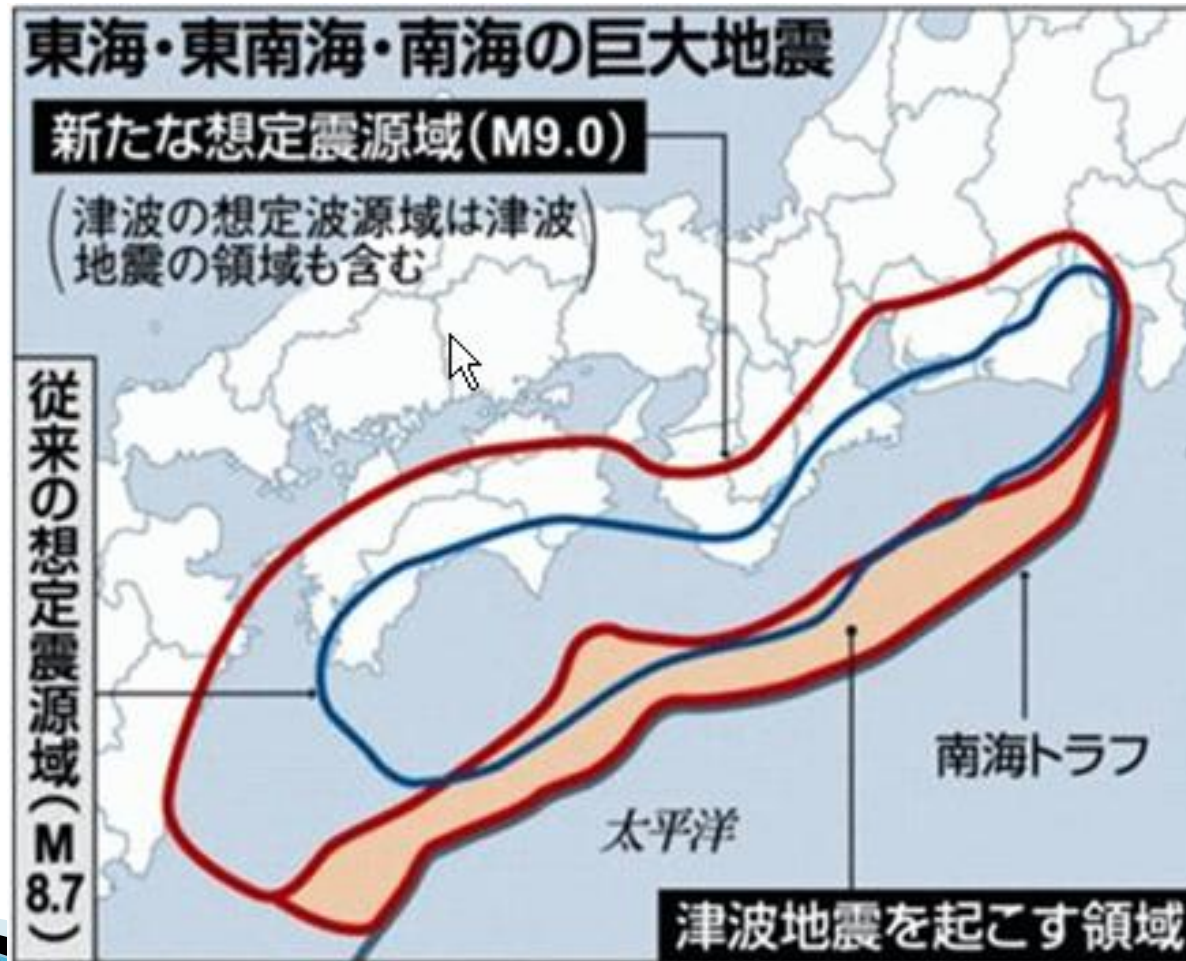 東海・東南海・南海の巨大地震
新たな想定震源域(M9.0)
(津波の想定波源域は津波
地震の領域も含む)
従来の想定震源域(M8.7)
南海トラフ
太平洋
津波地震を起こす領域